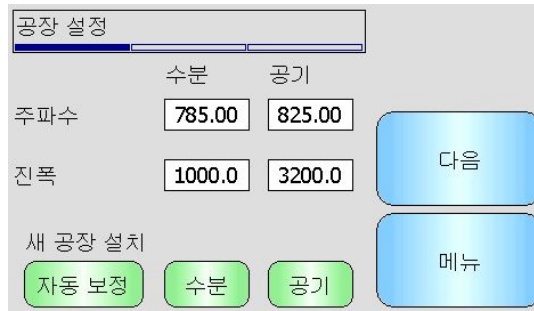 공장 설정
수분 공기
주파수 785.00 825.00
진폭 1000.0 3200.0
다음
새 공장 설치
메뉴
자동 보정 수분 공기